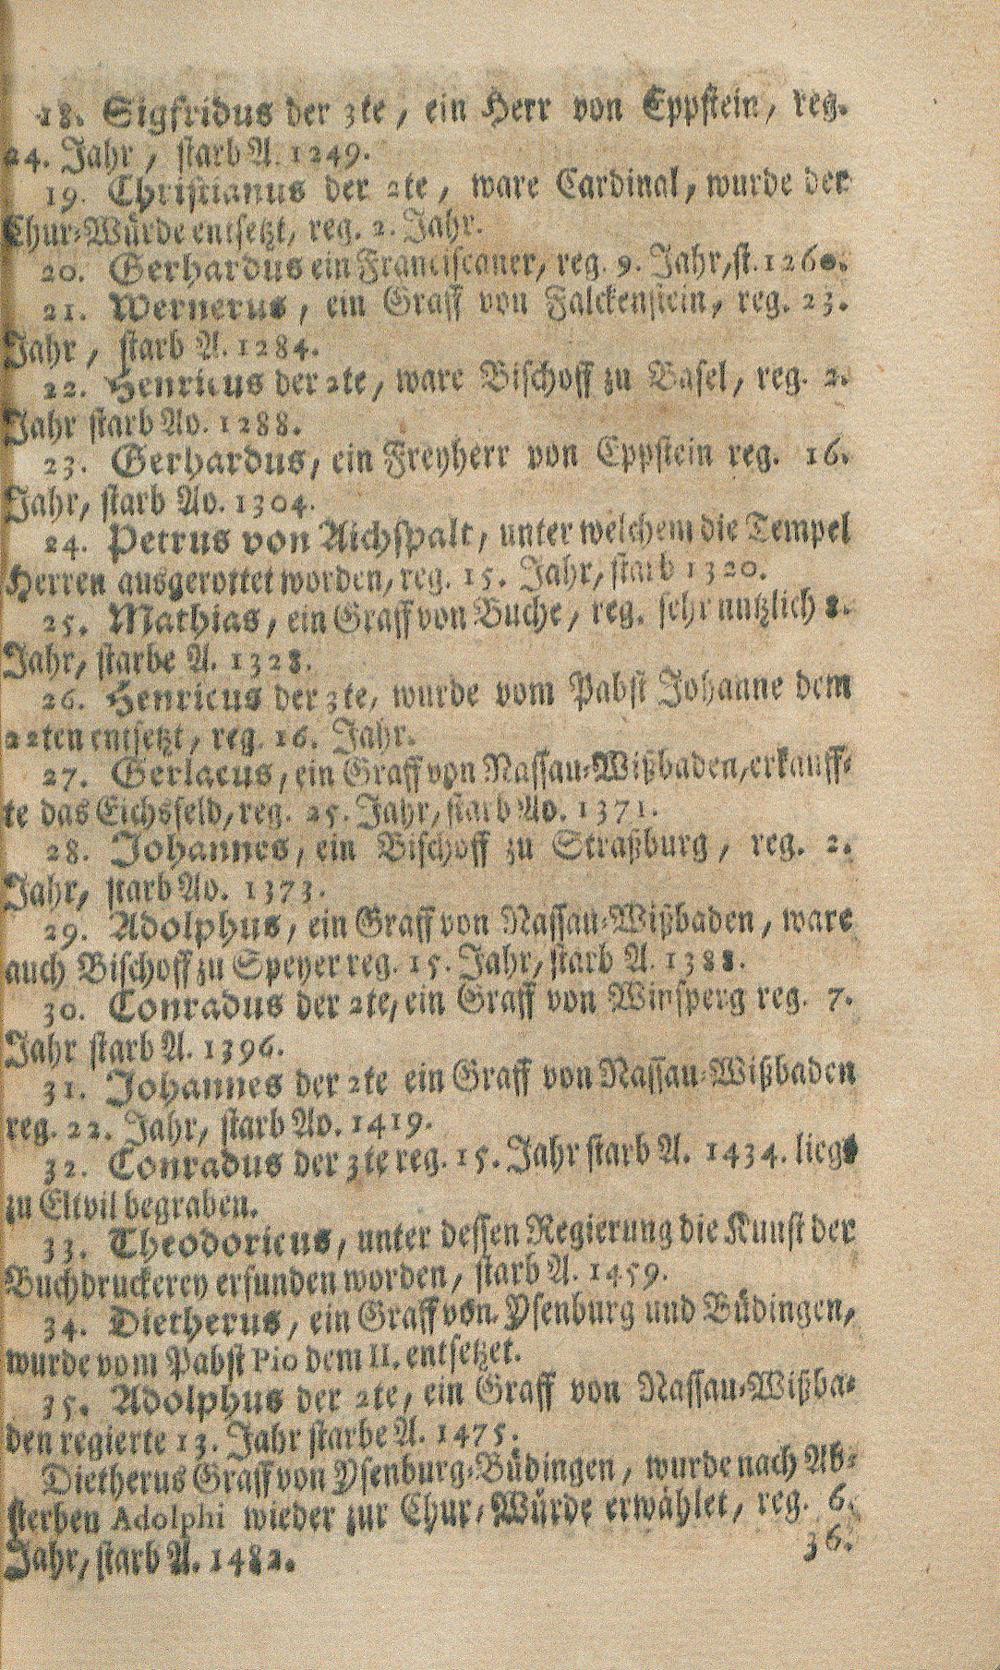 18. Sigfridus der 3te, ein Herr von Eppstein, reg.
24. Jahr, starb A. 1249.
19. Christianus der 2te, ware Cardinal, wurde der
Chur-Würde entsetzt, reg. 2. Jahr.
20. Gerhardus ein Franciscaner, reg. 9. Jahr, st. 1260.
21. Wernerus, ein Graff von Falckenstein, reg. 23.
Jahr, starb A. 1284.
22. Henricus der 2te, ware Bischoff zu Basel, reg. 2.
Jahr starb Ao. 1288.
23. Gerhardus, ein Freyherr von Eppstein reg. 16.
Jahr, starb Ao. 1304.
24. Petrus von Aichspalt, unter welchem die Tempel
Herren ausgerottet worden, reg. 15. Jahr, starb 1320.
25. Mathias, ein Graff von Buche, reg. sehr nutzlich 8.
Jahr, starbe A. 1328.
26. Henricus der 3te, wurde vom Pabst Johanne dem
22ten entsetzt, reg. 16. Jahr.
27. Gerlacus, ein Graff von Nassau-Wißbaden, erkauff-
te das Eichsfeld, reg. 25. Jahr, starb Ao. 1371.
28. Johannes, ein Bischoff zu Straßburg, reg. 2.
Jahr, starb Ao. 1373.
29. Adolphus, ein Graff von Nassau-Wißbaden, ware
auch Bischoff zu Speyer reg. 15. Jahr, starb A. 1388.
30. Conradus der 2te, ein Graff von Winsperg reg. 7.
Jahr starb A. 1396.
31. Johannes der 2te ein Graff von Nassau-Wißbaden
reg. 22. Jahr, starb Ao. 1419.
32. Conradus der 3te reg. 15. Jahr starb A. 1434. liegt
zu Eltvil begraben.
33. Theodoricus, unter dessen Regierung die Kunst der
Buchdruckerey erfunden worden, starb A. 1459.
34. Dietherus, ein Graff von Ysenburg und Büdingen,
wurde vom Pabst Pio dem II. entsetzet.
35. Adolphus der 2te, ein Graff von Nassau-Wißba-
den regierte 13. Jahr starbe A. 1475.
Dietherus Graff von Ysenburg-Büdingen, wurde nach Ab-
sterben Adolphi wieder zur Chur-Würde erwählet, reg. 6.
Jahr, starb A. 1482.
36.